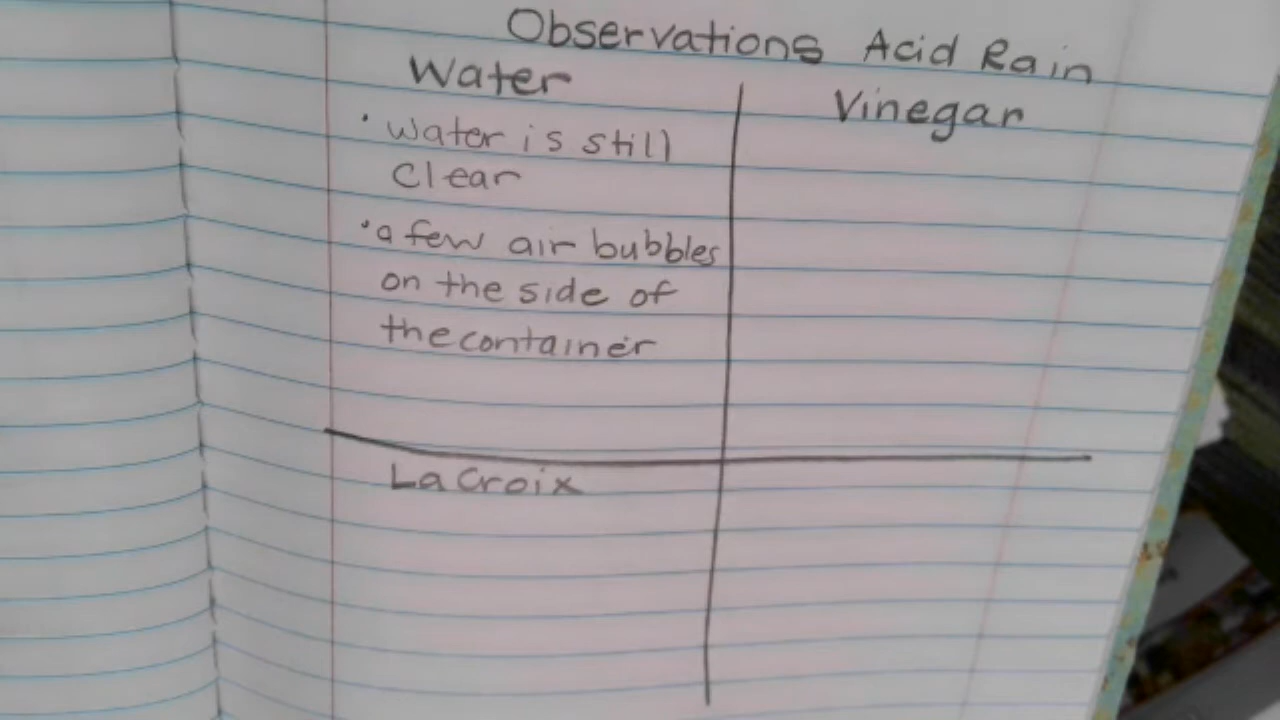 Observations Acid Rain
Water
Vinegar
• water is still
clear
• a few air bubbles
on the side of
the container
La Croix